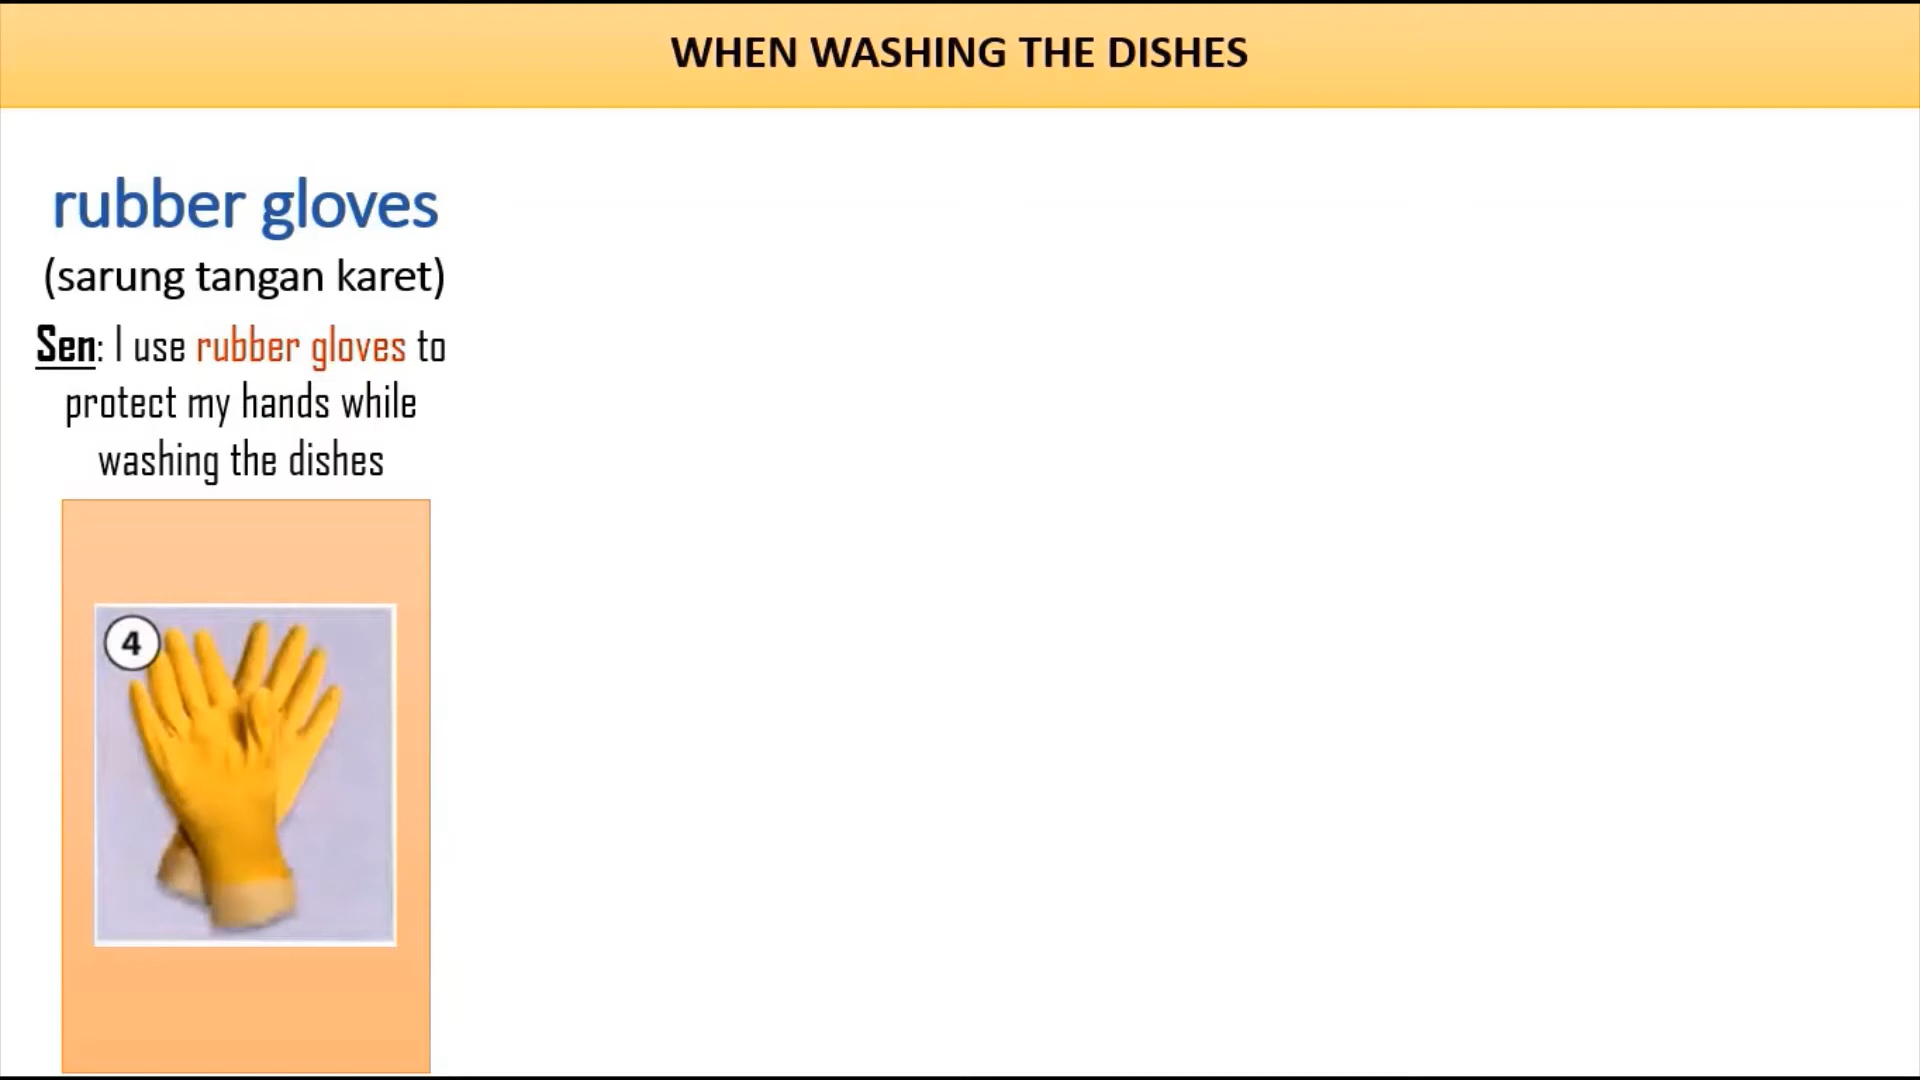 WHEN WASHING THE DISHES
rubber gloves
(sarung tangan karet)
Sen: I use rubber gloves to
protect my hands while
washing the dishes
4